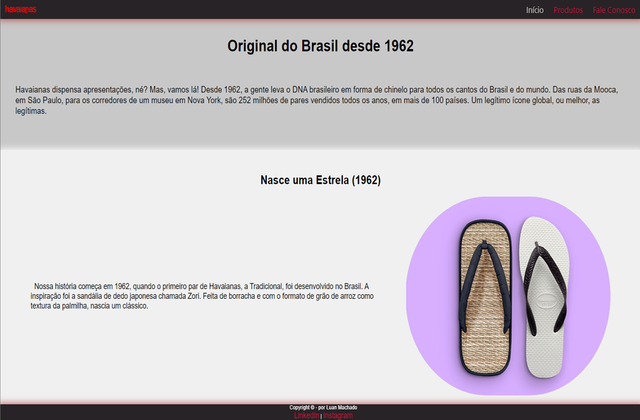 havaianas
Início Produtos Fale Conosco
Original do Brasil desde 1962
Havaianas dispensa apresentações, né? Mas, vamos lá! Desde 1962, a gente leva o DNA brasileiro em forma de chinelo para todos os cantos do Brasil e do mundo. Das ruas da Mooca,
em São Paulo, para os corredores de um museu em Nova York, são 252 milhões de pares vendidos todos os anos, em mais de 100 países. Um legítimo ícone global, ou melhor, as
legítimas.
Nasce uma Estrela (1962)
Nossa história começa em 1962, quando o primeiro par de Havaianas, a Tradicional, foi desenvolvido no Brasil. A
inspiração foi a sandália de dedo japonesa chamada Zori. Feita de borracha e com o formato de grão de arroz como
textura da palmilha, nascia um clássico.
Copyright © - por Luan Machado
LinkedIn | Instagram